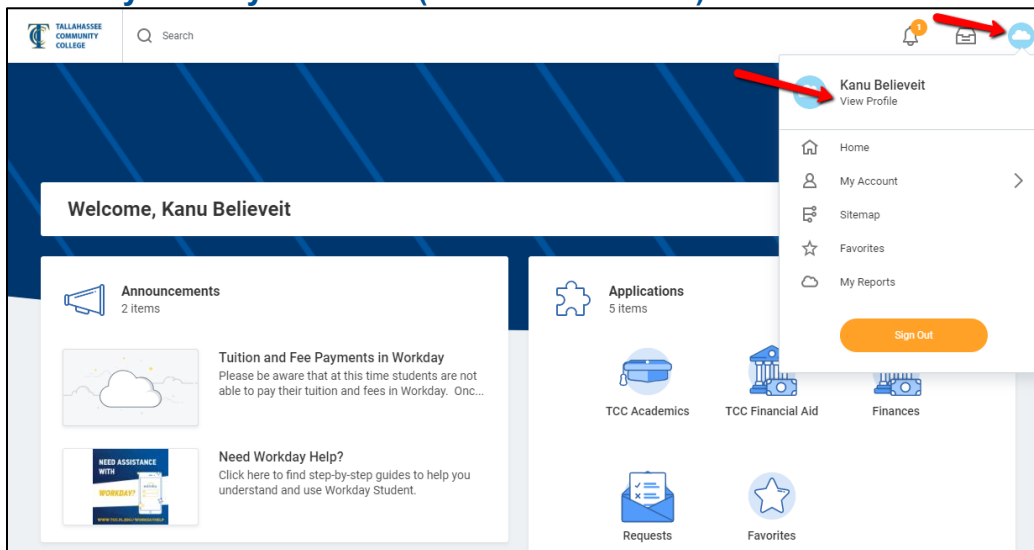 TALLAHASSEE
COMMUNITY
COLLEGE
Search
1
Kanu Believeit
View Profile
Home
My Account
Sitemap
Favorites
My Reports
Sign Out
Welcome, Kanu Believeit
Announcements
2 items
Tuition and Fee Payments in Workday
Please be aware that at this time students are not
able to pay their tuition and fees in Workday. Onc...
NEED ASSISTANCE
WITH
WORKDAY?
Need Workday Help?
Click here to find step-by-step guides to help you
understand and use Workday Student.
Applications
5 items
TCC Academics
TCC Financial Aid
Finances
Requests
Favorites